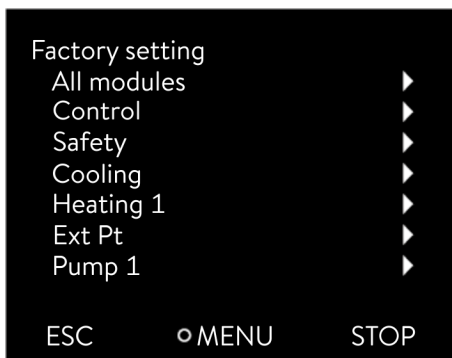 Factory setting
All modules
Control
Safety
Cooling
Heating 1
Ext Pt
Pump 1
ESC MENU STOP